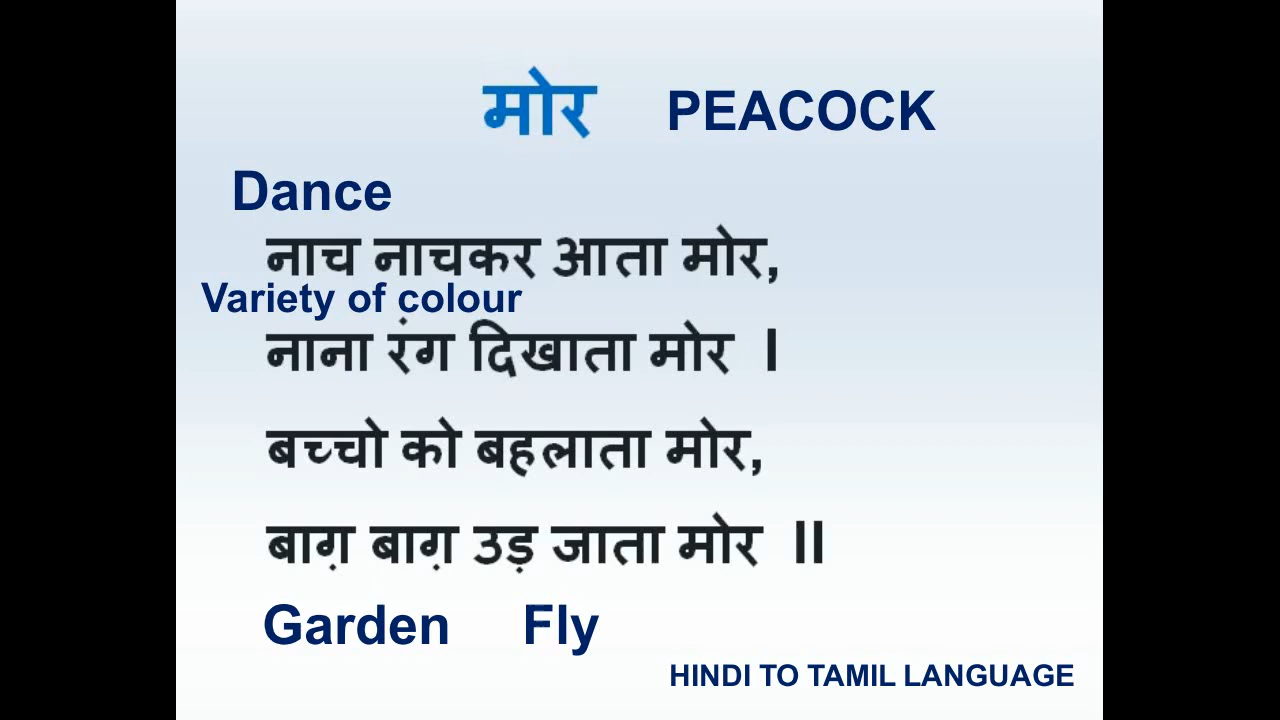 मोर PEACOCK
Dance
नाच नाचकर आता मोर,
Variety of colour
नाना रंग दिखाता मोर ।
बच्चो को बहलाता मोर,
बाग़ बाग़ उड़ जाता मोर ॥
Garden Fly
HINDI TO TAMIL LANGUAGE